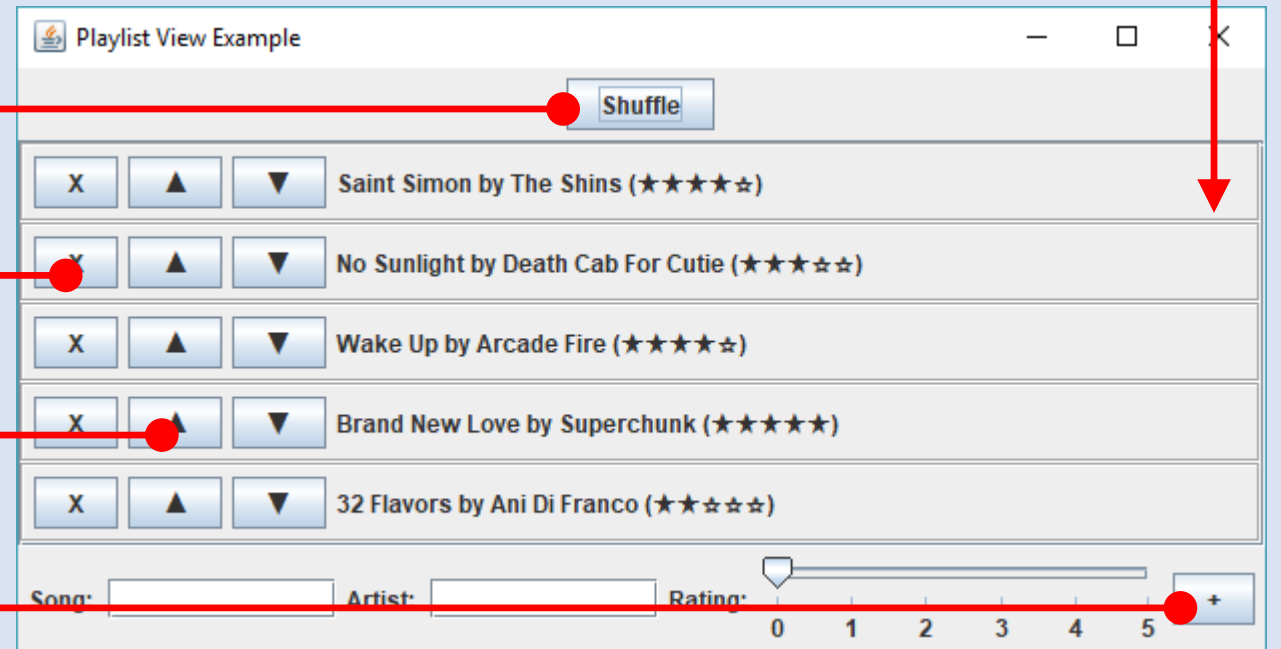 Playlist View Example
Shuffle
X ▲ ▼ Saint Simon by The Shins (★★★★☆)
X ▲ ▼ No Sunlight by Death Cab For Cutie (★★★☆☆)
X ▲ ▼ Wake Up by Arcade Fire (★★★★☆)
X ▲ ▼ Brand New Love by Superchunk (★★★★★)
X ▲ ▼ 32 Flavors by Ani Di Franco (★★☆☆☆)
Song: Artist: Rating: +
0 1 2 3 4 5